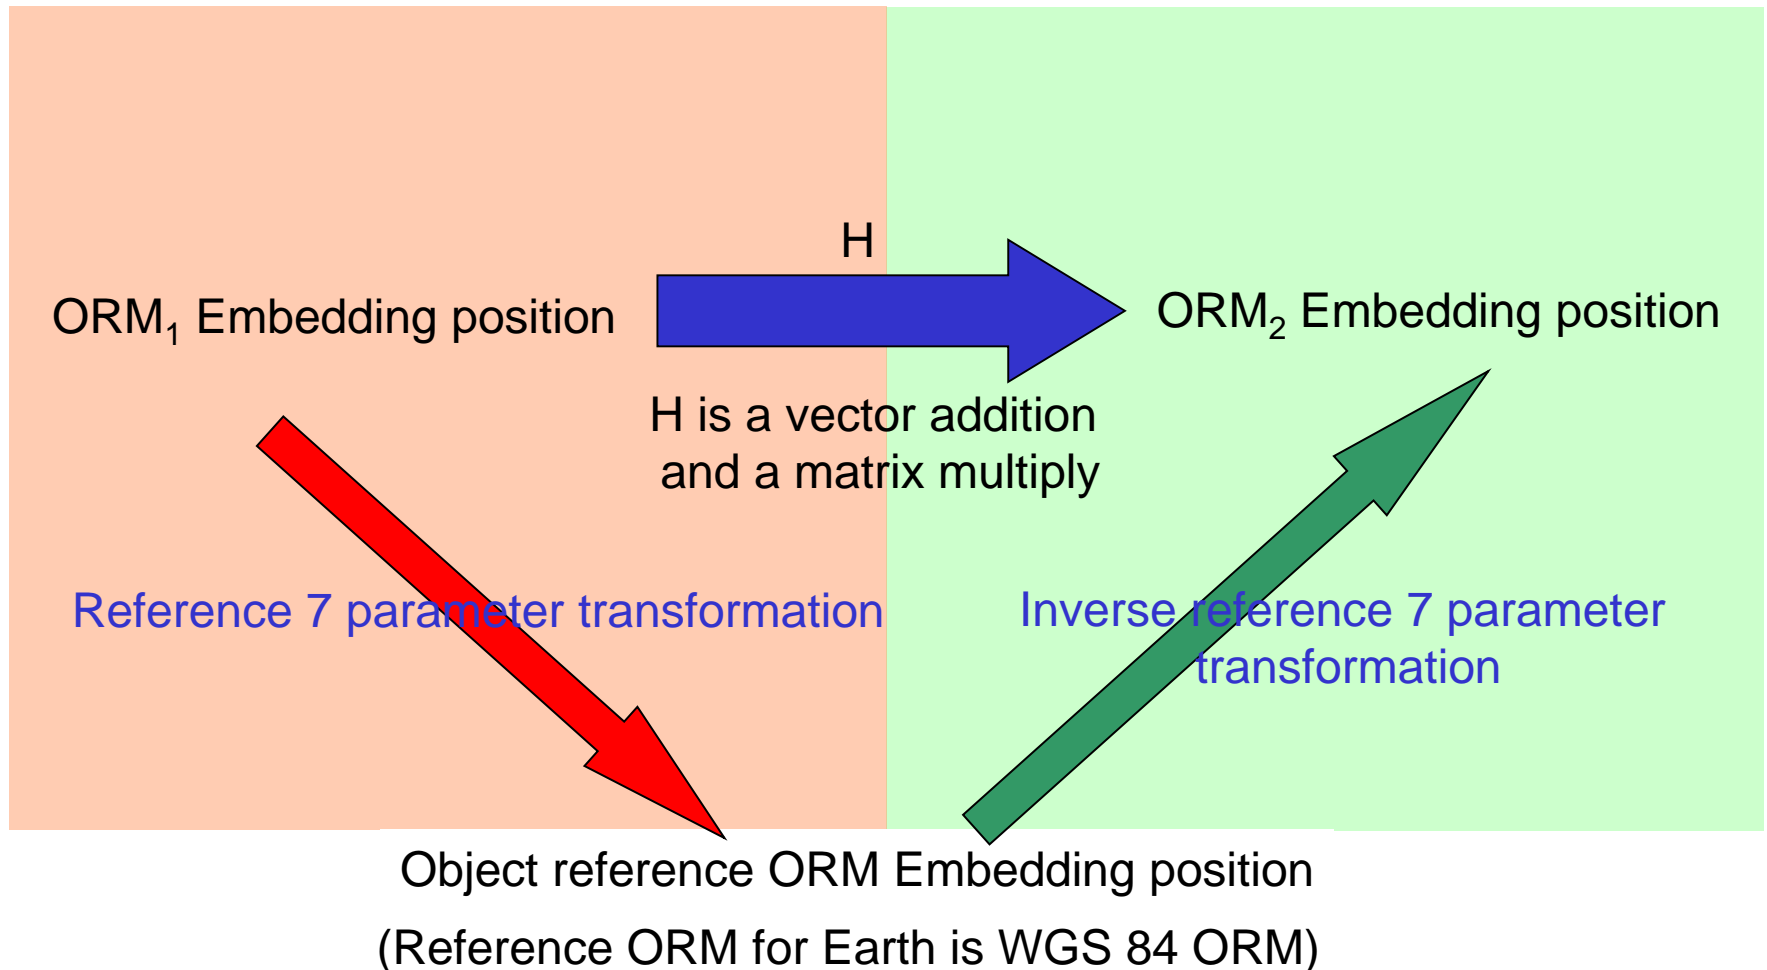 H
ORM₁ Embedding position
ORM₂ Embedding position
H is a vector addition
and a matrix multiply
Reference 7 parameter transformation
Inverse reference 7 parameter
transformation
Object reference ORM Embedding position
(Reference ORM for Earth is WGS 84 ORM)